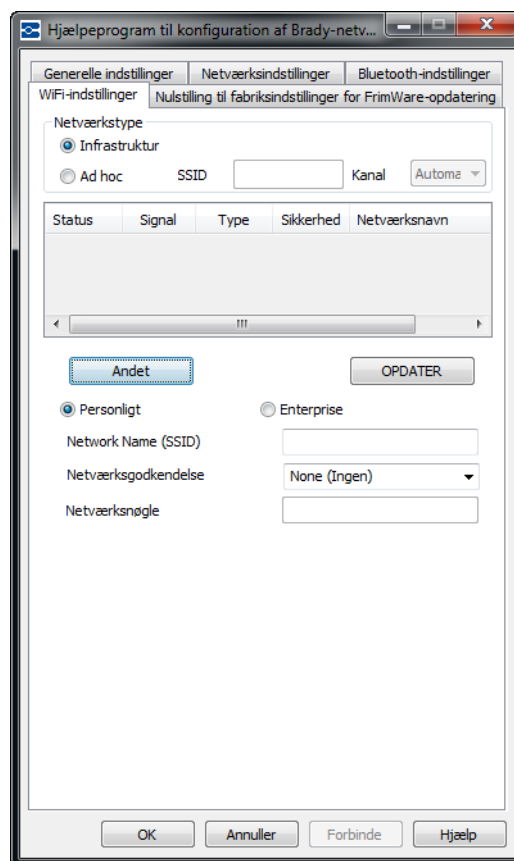 Hjælpeprogram til konfiguration af Brady-netv...
Generelle indstillinger Netværksindstillinger Bluetooth-indstillinger
WiFi-indstillinger Nulstilling til fabriksindstillinger for FrimWare-opdatering
Netværkstype
Infrastruktur
Ad hoc SSID Kanal Automa
Status Signal Type Sikkerhed Netværksnavn
Andet OPDATER
Personligt Enterprise
Network Name (SSID)
Netværksgodkendelse None (Ingen)
Netværksnøgle
OK Annuller Forbinde Hjælp